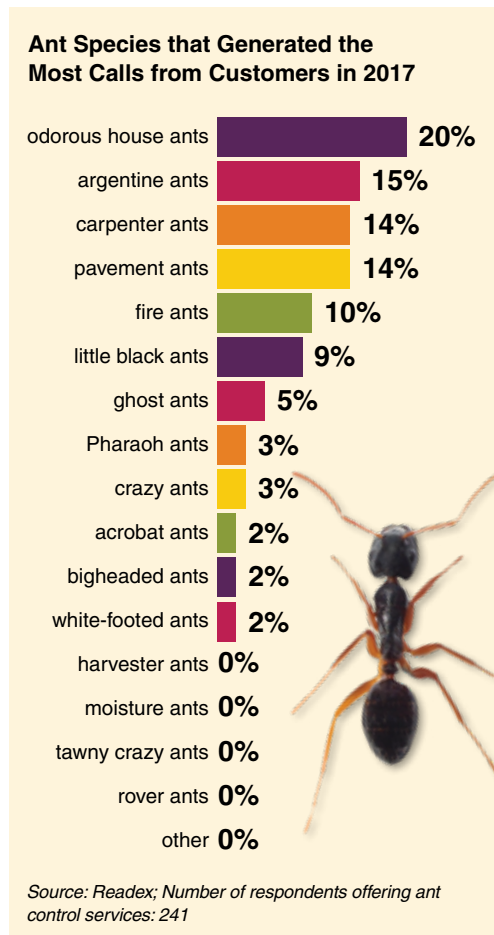 Ant Species that Generated the
Most Calls from Customers in 2017
odorous house ants 20%
argentine ants 15%
carpenter ants 14%
pavement ants 14%
fire ants 10%
little black ants 9%
ghost ants 5%
Pharaoh ants 3%
crazy ants 3%
acrobat ants 2%
bigheaded ants 2%
white-footed ants 2%
harvester ants 0%
moisture ants 0%
tawny crazy ants 0%
rover ants 0%
other 0%
Source: Readex; Number of respondents offering ant
control services: 241